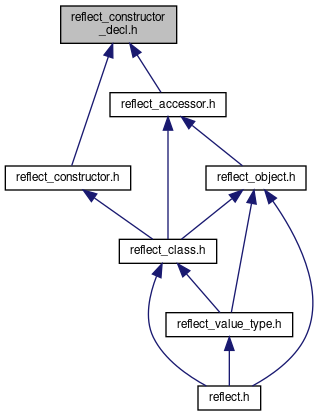 reflect_constructor
_decl.h
reflect_accessor.h
reflect_constructor.h
reflect_object.h
reflect_class.h
reflect_value_type.h
reflect.h